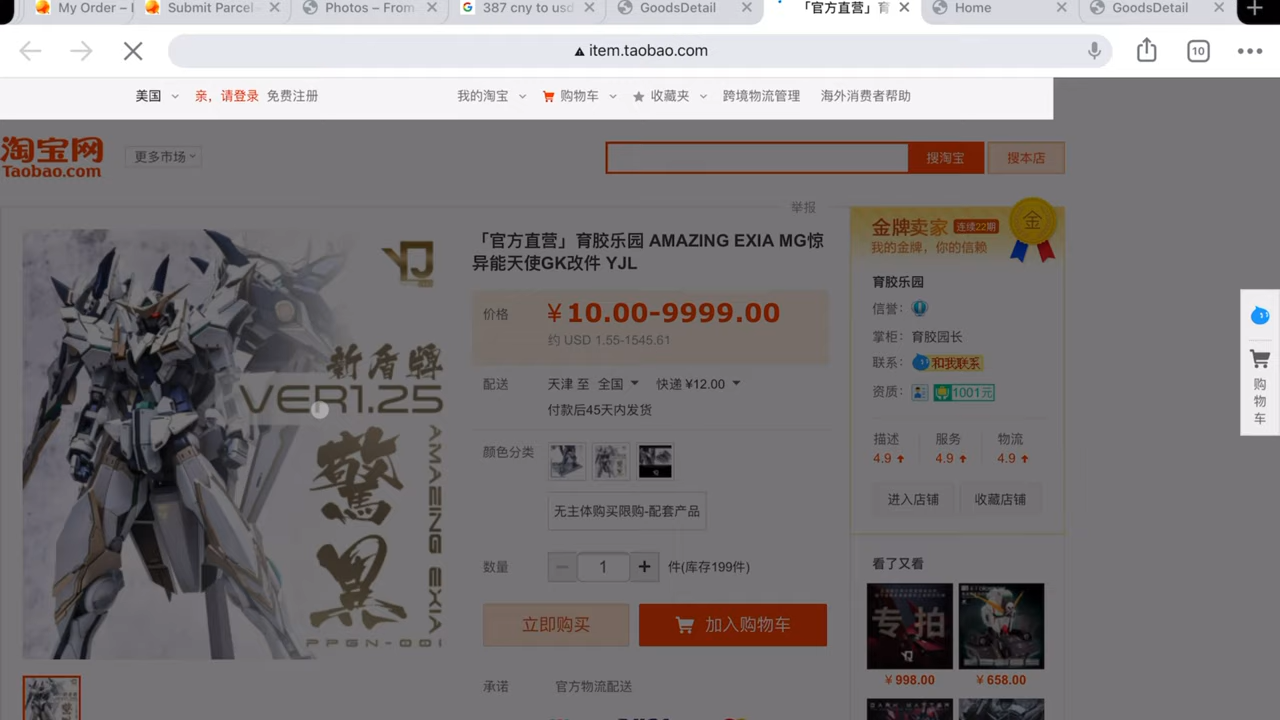 My Order – I
Submit Parcel
Photos – From
387 cny to usd
GoodsDetail
「官方直营」育
Home
GoodsDetail
item.taobao.com
10
美国
亲，请登录 免费注册
我的淘宝
购物车
收藏夹
跨境物流管理
海外消费者帮助
淘宝网
Taobao.com
更多市场
搜淘宝
搜本店
举报
「官方直营」育胶乐园 AMAZING EXIA MG惊
异能天使GK改件 YJL
价格
¥10.00-9999.00
约 USD 1.55-1545.61
配送
天津 至 全国
快递 ¥12.00
付款后45天内发货
颜色分类
无主体购买限购-配套产品
数量
1
件(库存199件)
立即购买
加入购物车
承诺
官方物流配送
新盾牌
VER1.25
驚
異
AMAZING EXIA
PPGN-001
金牌卖家
连续22期
金
我的金牌，你的信赖
育胶乐园
信誉：
掌柜： 育胶园长
联系： 和我联系
资质： 1001元
描述
服务
物流
4.9
4.9
4.9
进入店铺
收藏店铺
看了又看
专拍
¥998.00
¥658.00
购
物
车